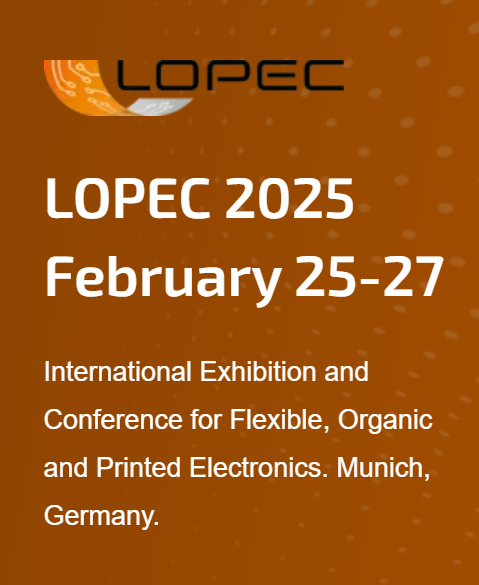 LOPEC
LOPEC 2025
February 25-27
International Exhibition and
Conference for Flexible, Organic
and Printed Electronics. Munich,
Germany.